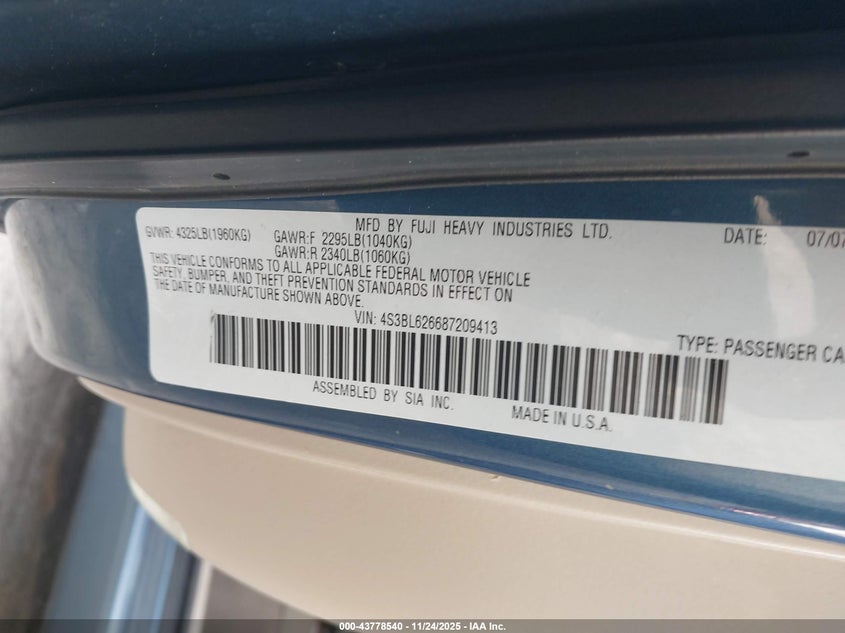 MFD BY FUJI HEAVY INDUSTRIES LTD. DATE: 07/07
GVWR: 4325LB(1960KG) GAWR:F 2295LB(1040KG)
GAWR:R 2340LB(1060KG)
THIS VEHICLE CONFORMS TO ALL APPLICABLE FEDERAL MOTOR VEHICLE
SAFETY, BUMPER, AND THEFT PREVENTION STANDARDS IN EFFECT ON
THE DATE OF MANUFACTURE SHOWN ABOVE.
VIN: 4S3BL626687209413
TYPE: PASSENGER CA
ASSEMBLED BY SIA INC. MADE IN U.S.A.
000-43778540 - 11/24/2025 - IAA Inc.